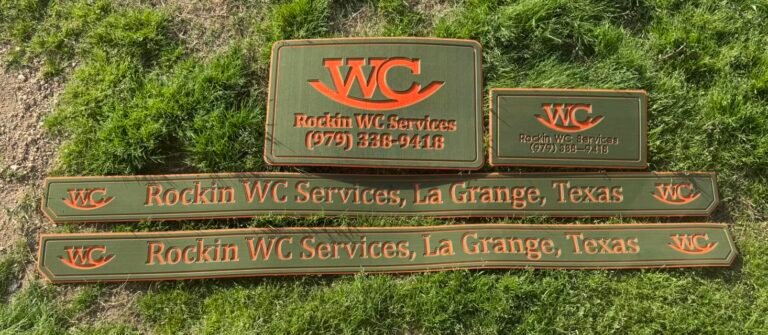 WC
Rockin WC Services
(979) 338-9418
WC
Rockin WC Services
(979) 338-9418
WC Rockin WC Services, La Grange, Texas WC
WC Rockin WC Services, La Grange, Texas WC